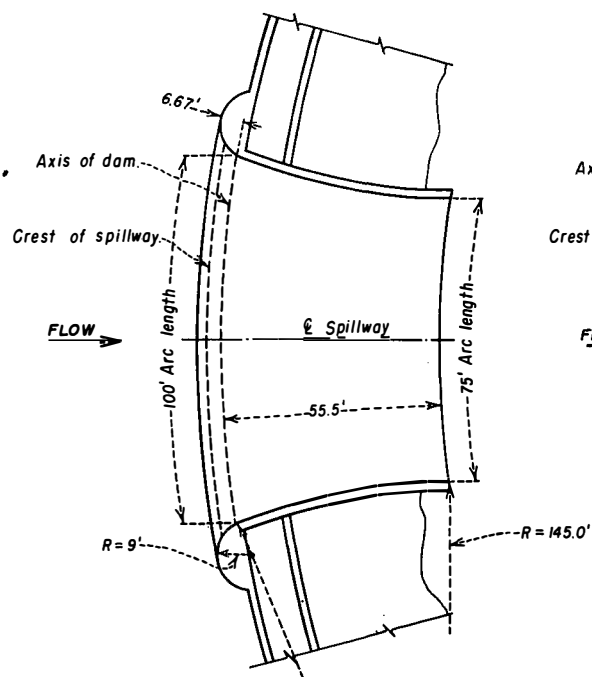 6.67'
Axis of dam
Ax
Crest of spillway
Crest
FLOW
℄ Spillway
F
100' Arc length
75' Arc length
55.5'
R = 9'
R = 145.0'